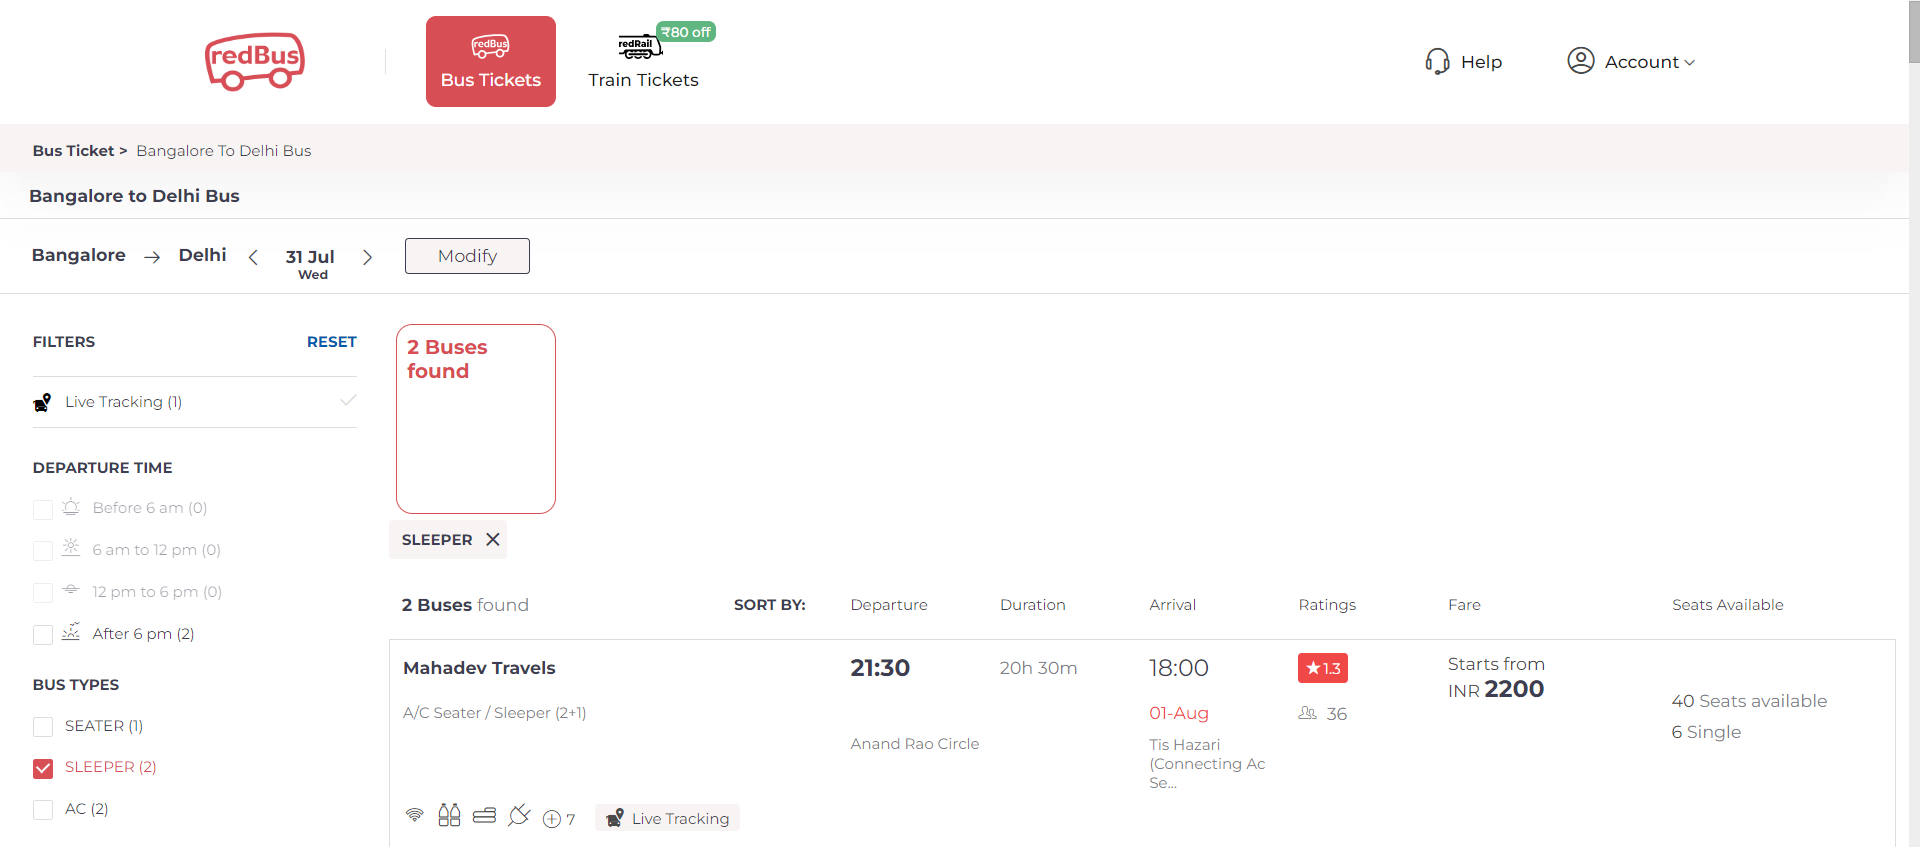 redBus
redBus
Bus Tickets
redRail
₹80 off
Train Tickets
Help
Account
Bus Ticket > Bangalore To Delhi Bus
Bangalore to Delhi Bus
Bangalore → Delhi < 31 Jul >
Wed
Modify
FILTERS
RESET
Live Tracking (1)
DEPARTURE TIME
Before 6 am (0)
6 am to 12 pm (0)
12 pm to 6 pm (0)
After 6 pm (2)
BUS TYPES
SEATER (1)
SLEEPER (2)
AC (2)
2 Buses
found
SLEEPER
2 Buses found SORT BY: Departure Duration Arrival Ratings Fare Seats Available
Mahadev Travels
A/C Seater / Sleeper (2+1)
21:30
Anand Rao Circle
20h 30m
18:00
01-Aug
Tis Hazari
(Connecting Ac
Se...
★ 1.3
36
Starts from
INR 2200
40 Seats available
6 Single
7
Live Tracking